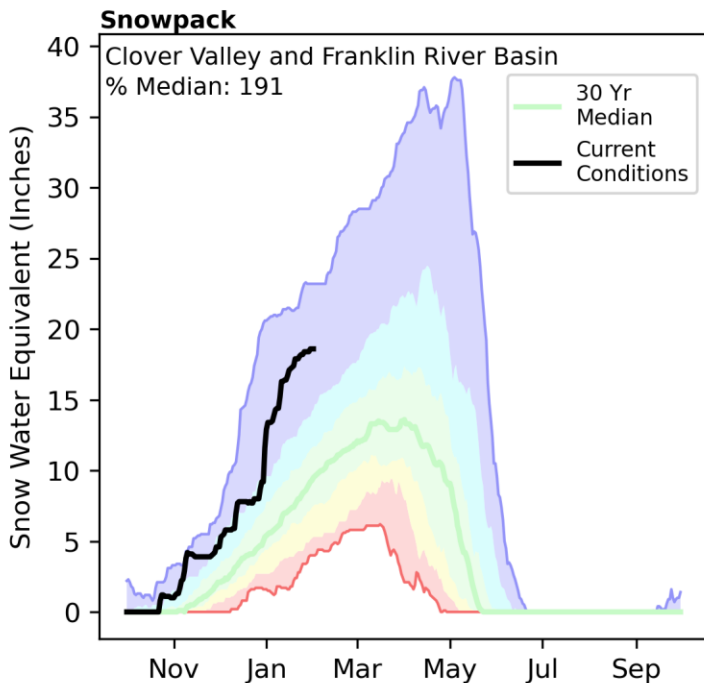 Snowpack
Clover Valley and Franklin River Basin
% Median: 191
30 Yr
Median
Current
Conditions
Snow Water Equivalent (Inches)
40
35
30
25
20
15
10
5
0
Nov
Jan
Mar
May
Jul
Sep